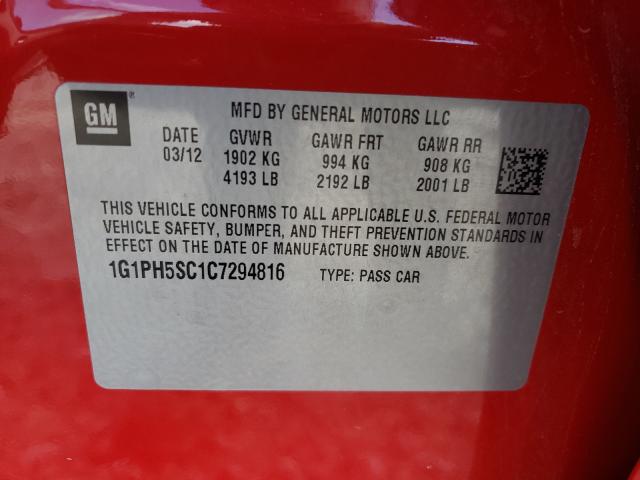 GM®
MFD BY GENERAL MOTORS LLC
DATE GVWR GAWR FRT GAWR RR
03/12 1902 KG 994 KG 908 KG
4193 LB 2192 LB 2001 LB
THIS VEHICLE CONFORMS TO ALL APPLICABLE U.S. FEDERAL MOTOR
VEHICLE SAFETY, BUMPER, AND THEFT PREVENTION STANDARDS IN
EFFECT ON THE DATE OF MANUFACTURE SHOWN ABOVE.
1G1PH5SC1C7294816 TYPE: PASS CAR